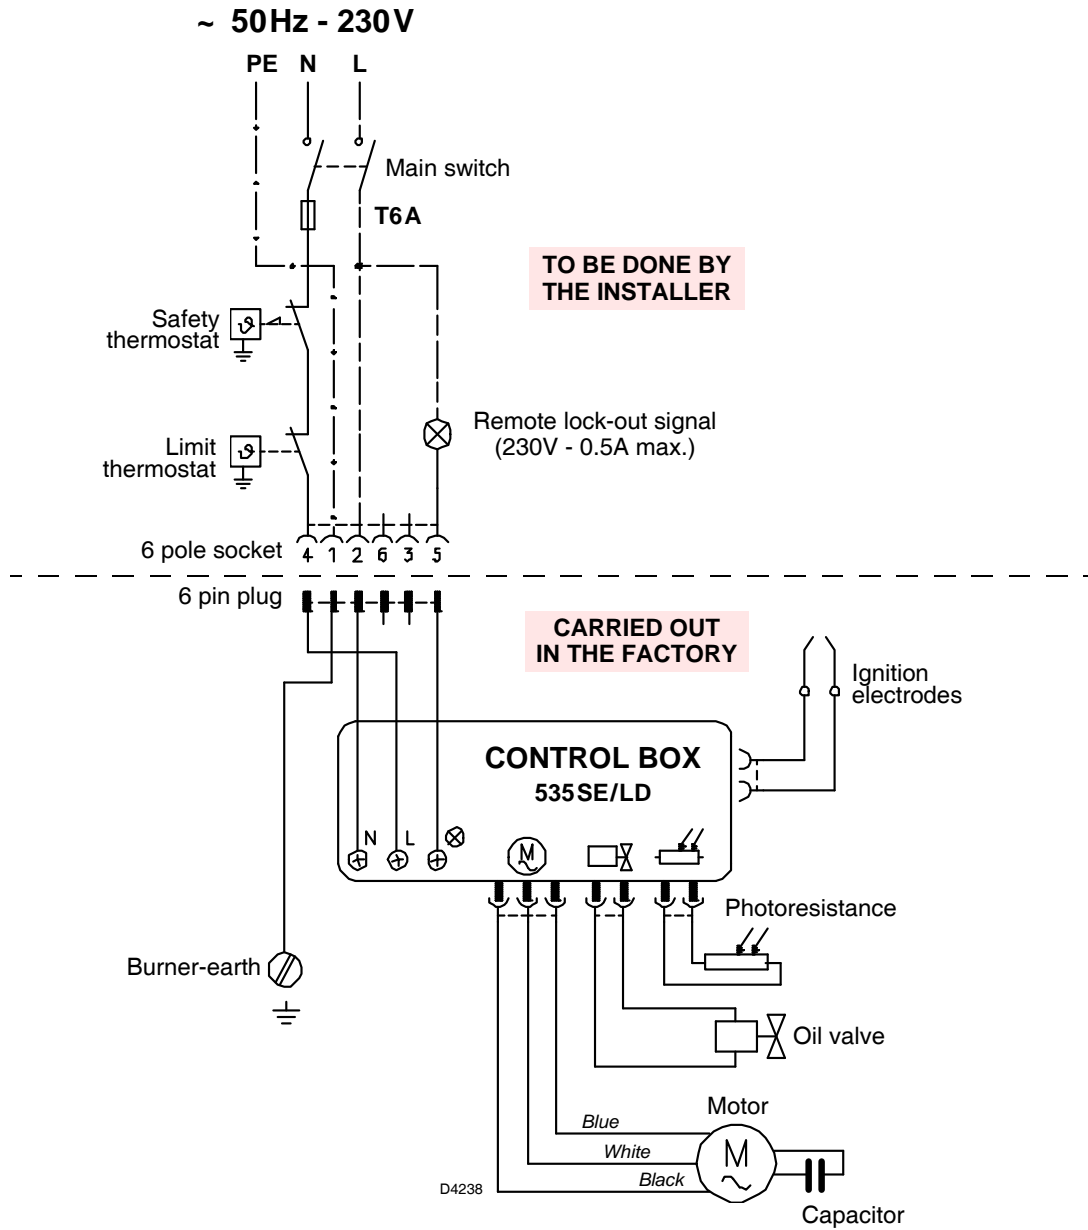 ~ 50Hz - 230V
PE N L
Main switch
T6A
TO BE DONE BY
THE INSTALLER
Safety
thermostat
ϑ
Remote lock-out signal
(230V - 0.5A max.)
Limit
thermostat
ϑ
6 pole socket 4 1 2 6 3 5
6 pin plug
CARRIED OUT
IN THE FACTORY
Ignition
electrodes
CONTROL BOX
535SE/LD
N L
M
Photoresistance
Burner-earth
Oil valve
Motor
Blue
White
Black
M
D4238
Capacitor